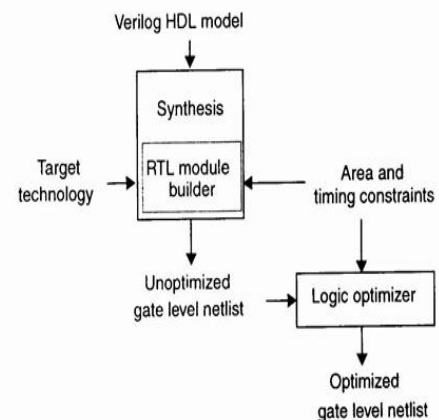 Verilog HDL model
Synthesis
RTL module
builder
Target
technology
Area and
timing constraints
Unoptimized
gate level netlist
Logic optimizer
Optimized
gate level netlist